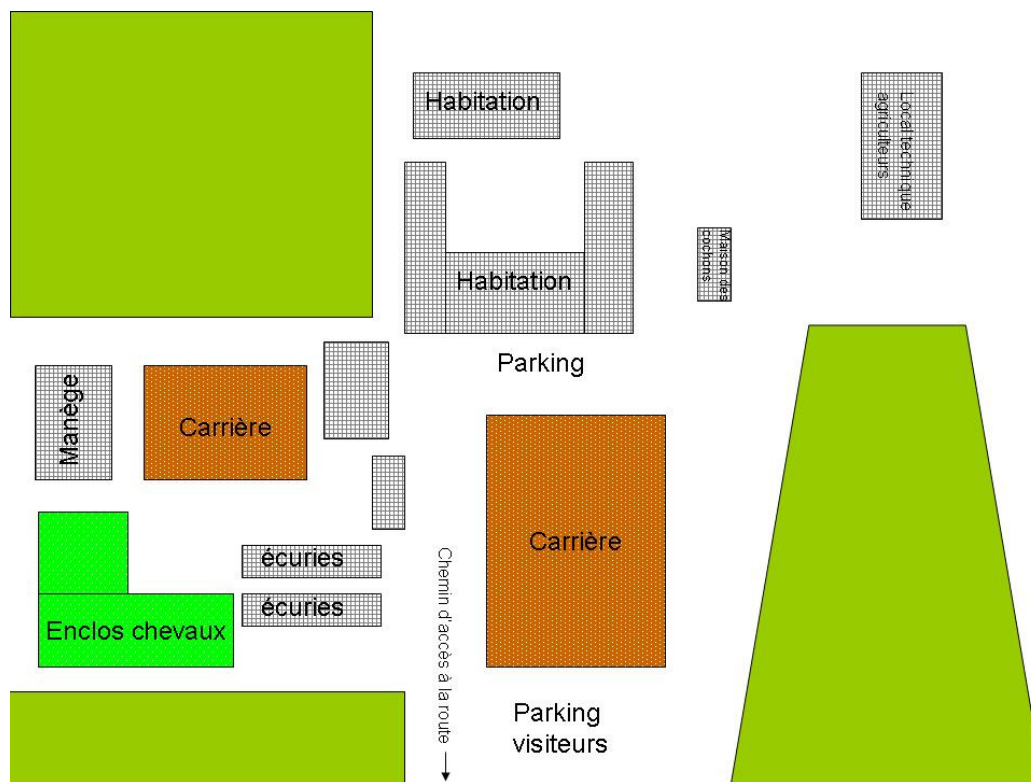 Habitation
Local technique
agriculteurs
Maison des
cochons
Habitation
Parking
Manège
Carrière
Carrière
écuries
Chemin d'accès à la route
écuries
Enclos chevaux
Parking
visiteurs